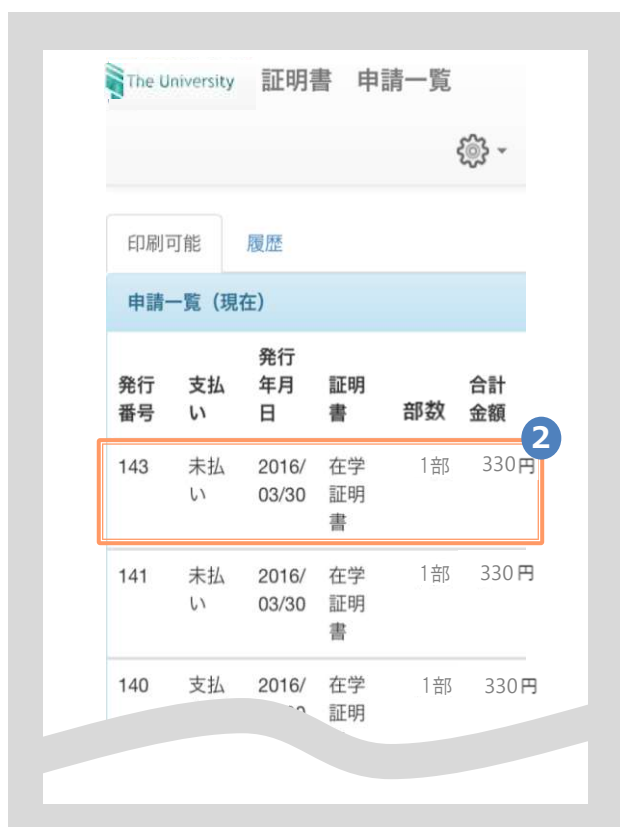 The University 証明書 申請一覧
印刷可能 履歴
申請一覧（現在）
発行番号 支払い 発行年月日 証明書 部数 合計金額
2
143 未払い 2016/03/30 在学証明書 1部 330円
141 未払い 2016/03/30 在学証明書 1部 330円
140 支払 2016/ 在学証明 1部 330円